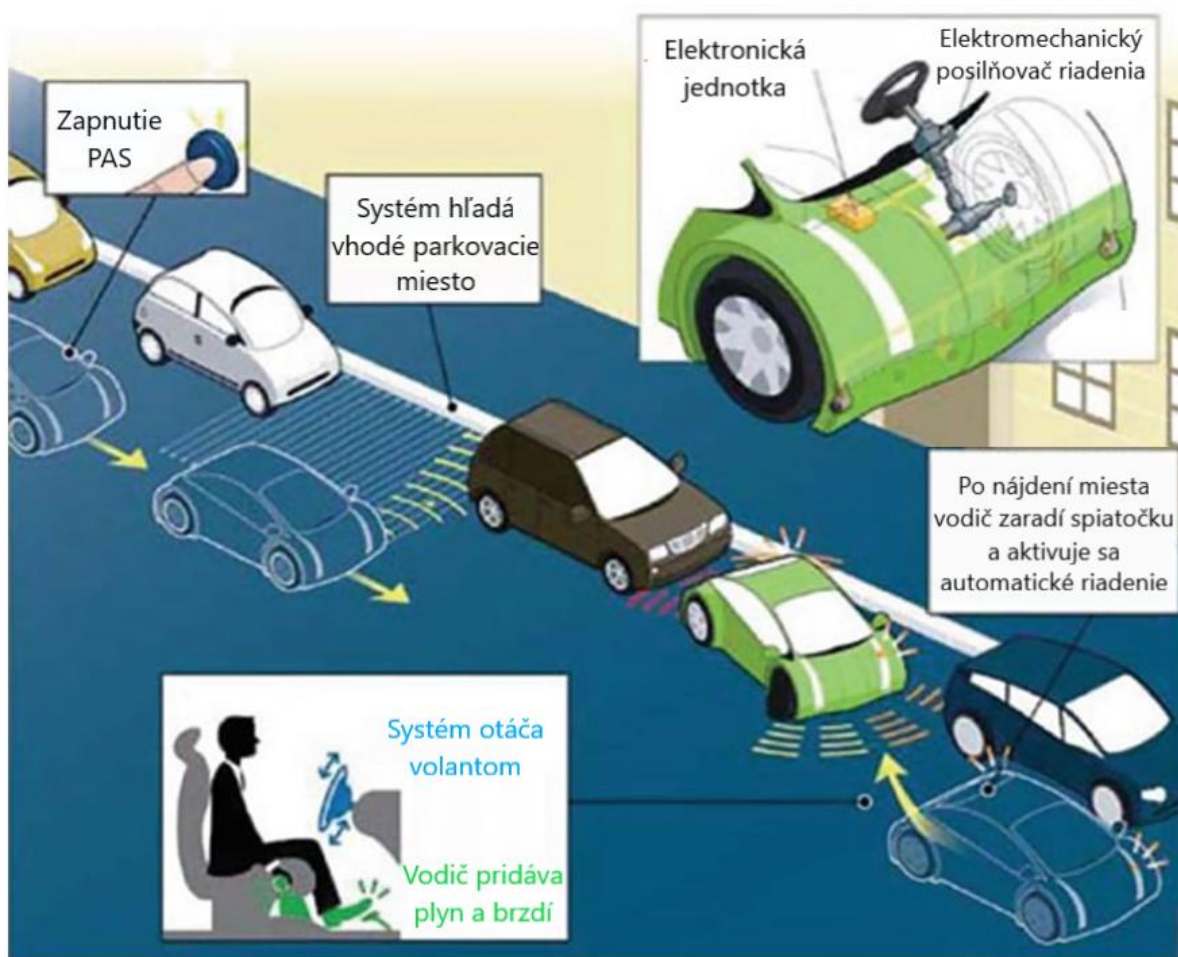 Elektronická
jednotka
Elektromechanický
posilňovač riadenia
Zapnutie
PAS
Systém hľadá
vhodé parkovacie
miesto
Po nájdení miesta
vodič zaradí spiatočku
a aktivuje sa
automatické riadenie
Systém otáča
volantom
Vodič pridáva
plyn a brzdí